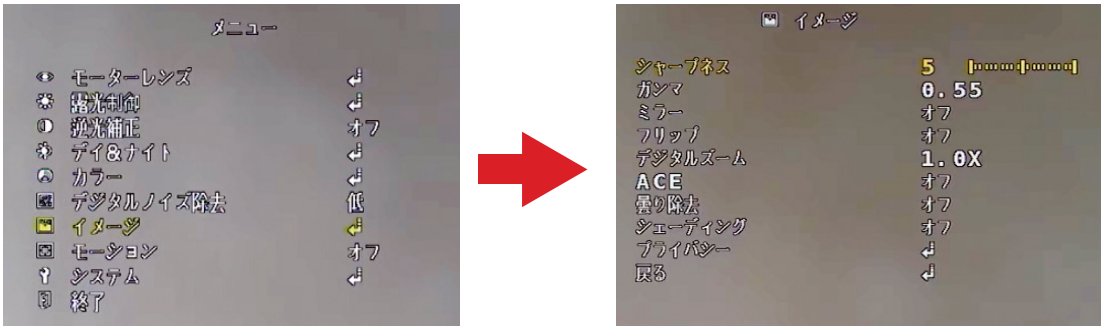 メニュー
モーターレンズ
露光制御
逆光補正 オフ
デイ&ナイト
カラー
デジタルノイズ除去 低
イメージ
モーション オフ
システム
終了
イメージ
シャープネス 5
ガンマ 0.55
ミラー オフ
フリップ オフ
デジタルズーム 1.0X
ACE オフ
曇り除去 オフ
シェーディング オフ
プライバシー
戻る